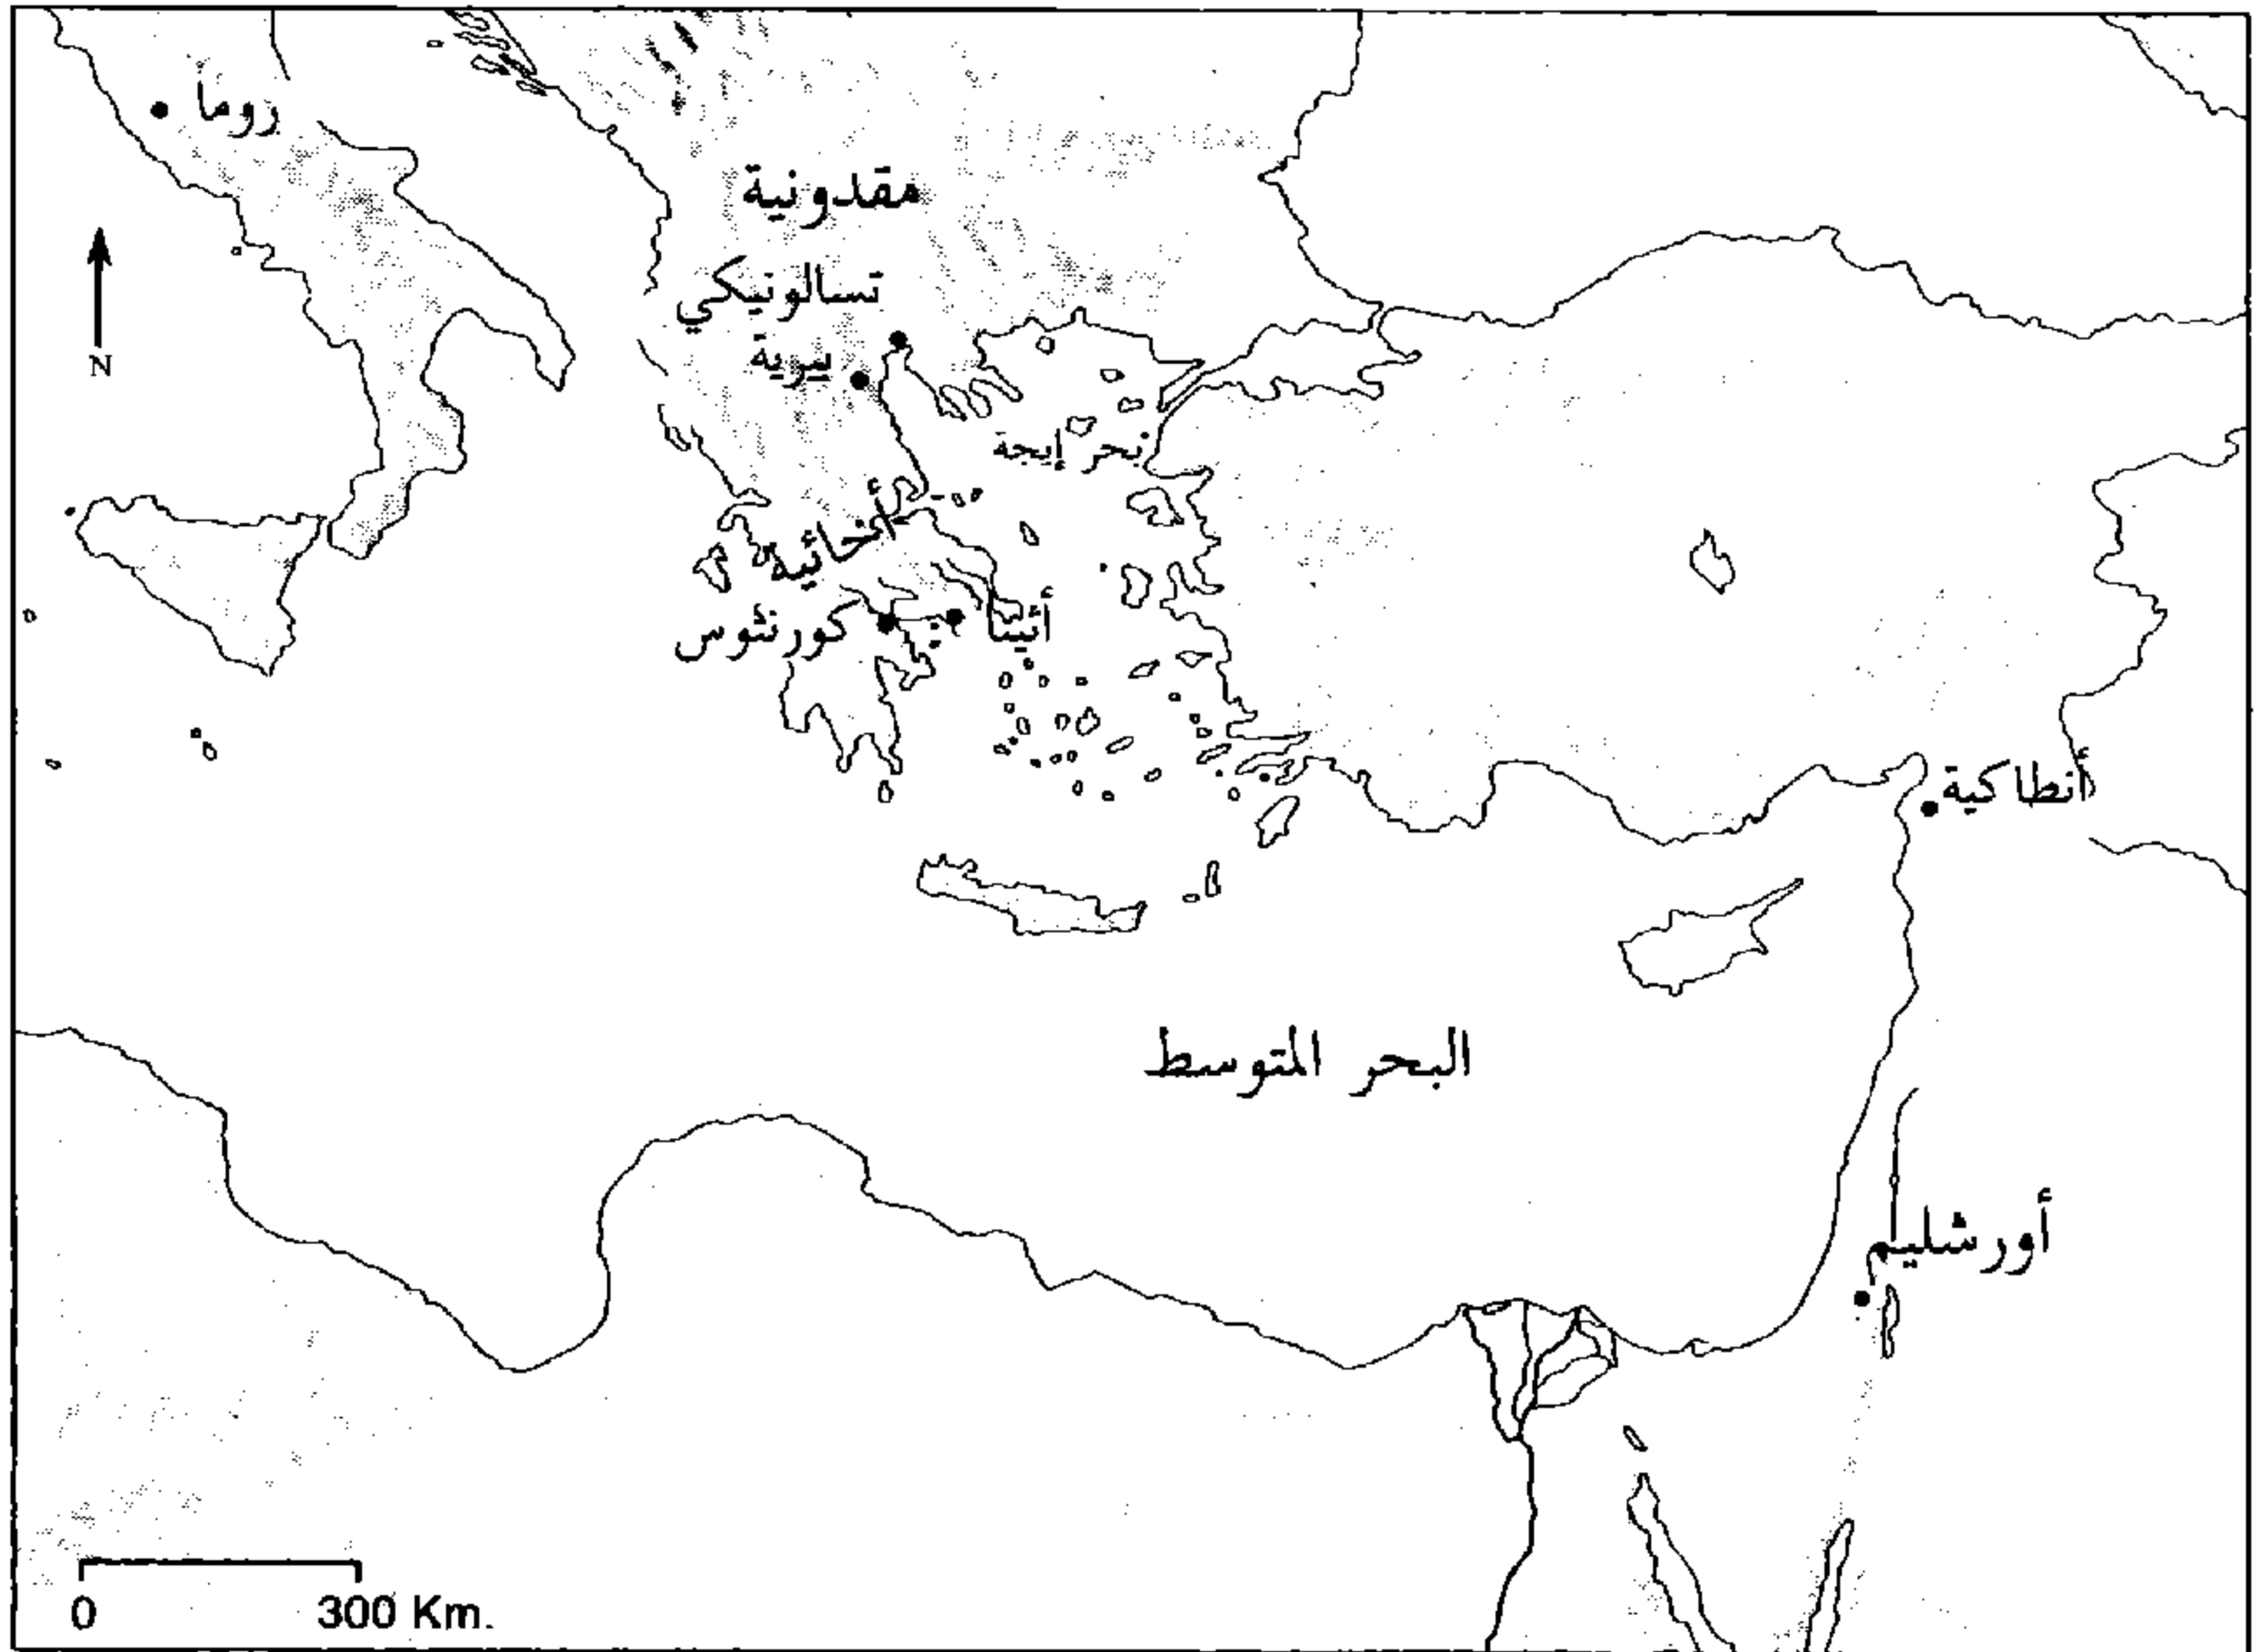 روما
مقدونية
تسالونيكي
بيرية
بحر إيجة
أخائية
أثينا
كورنثوس
أنطاكية
البحر المتوسط
أورشليم
N
0 300 Km.